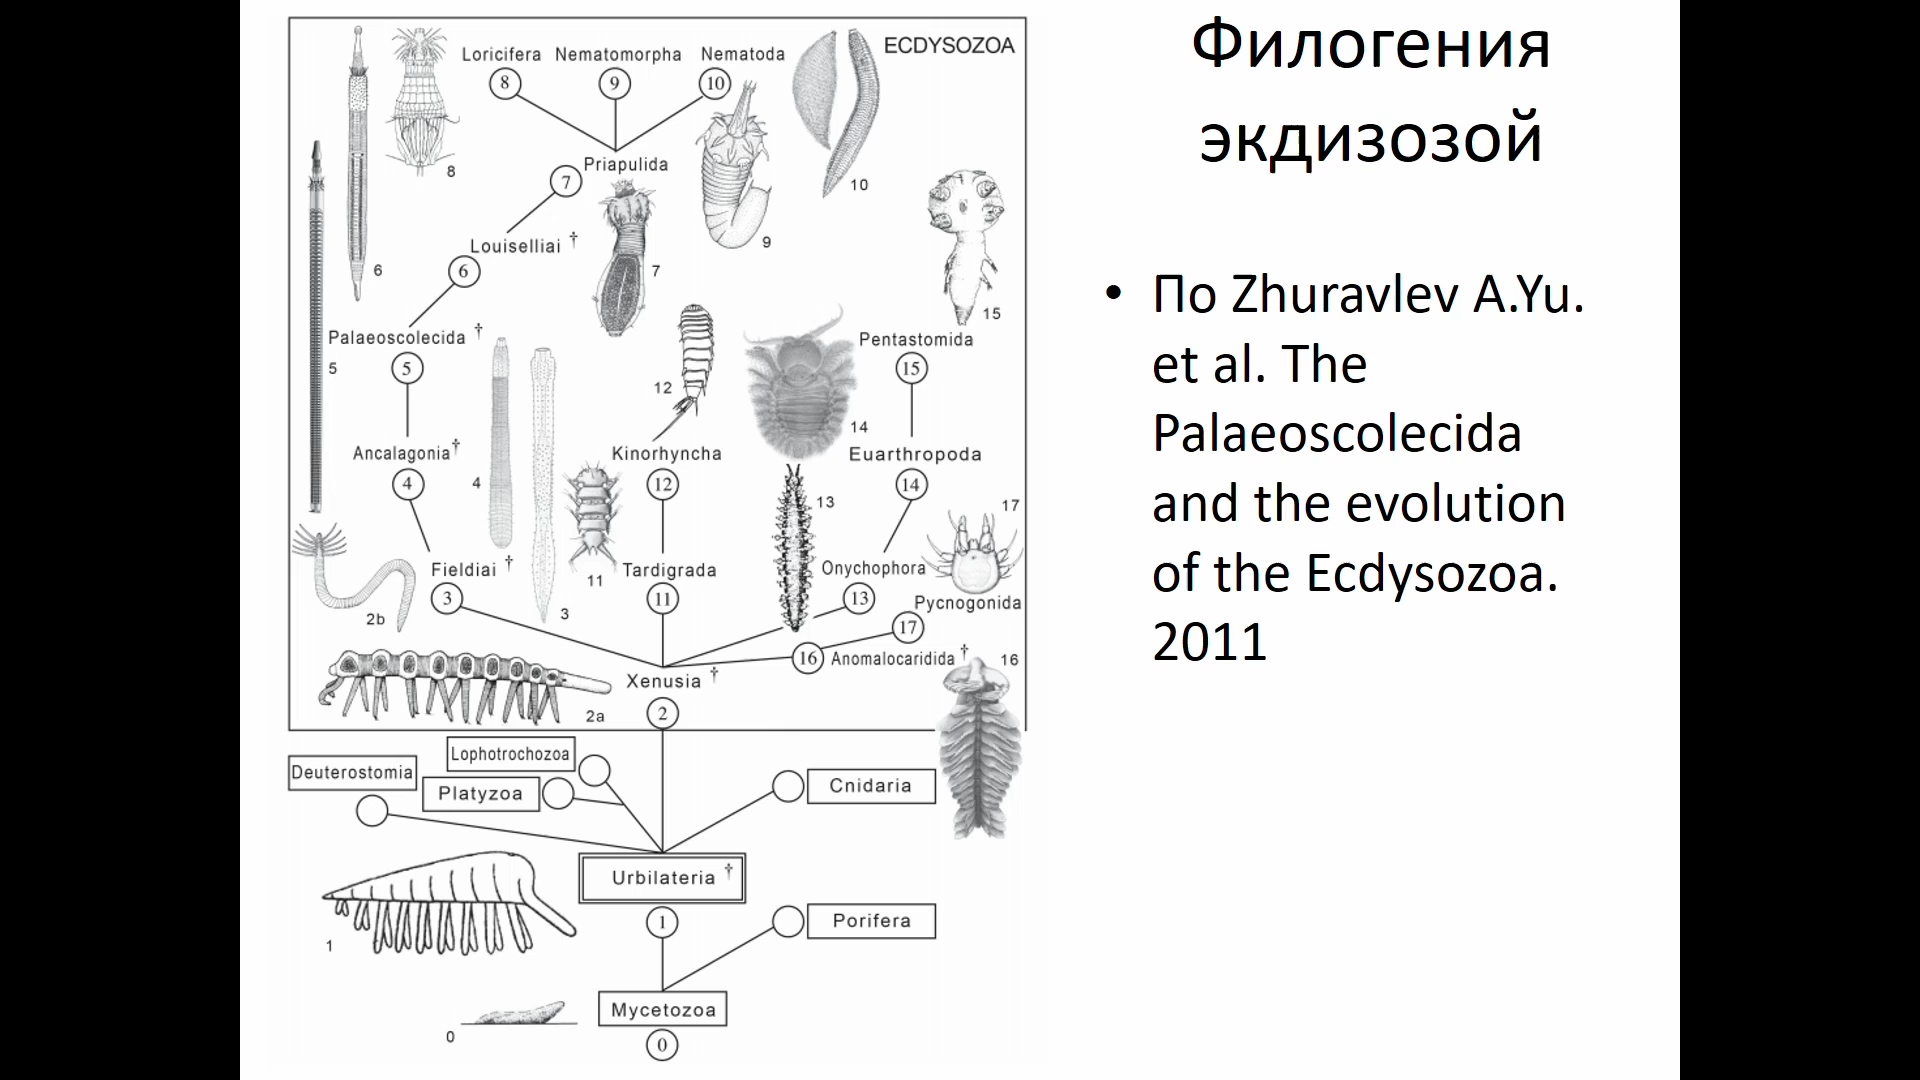 ECDYSOZOA
Loricifera Nematomorpha Nematoda
8 9 10
8
10
Priapulida
7
9
Louiselliai †
6
6
7
15
Palaeoscolecida †
5
5
Pentastomida
15
12
14
Ancalagonia †
4
4
Kinorhyncha
12
Euarthropoda
14
13
17
Fieldiai †
3
11
Tardigrada
11
Onychophora
13
Pycnogonida
17
2b
3
16
Anomalocaridida †
16
Xenusia †
2
2a
Lophotrochozoa
Deuterostomia
Platyzoa
Cnidaria
Urbilateria †
1
1
Porifera
Mycetozoa
0
0
Филогения
экдизозой
• По Zhuravlev A.Yu.
et al. The
Palaeoscolecida
and the evolution
of the Ecdysozoa.
2011